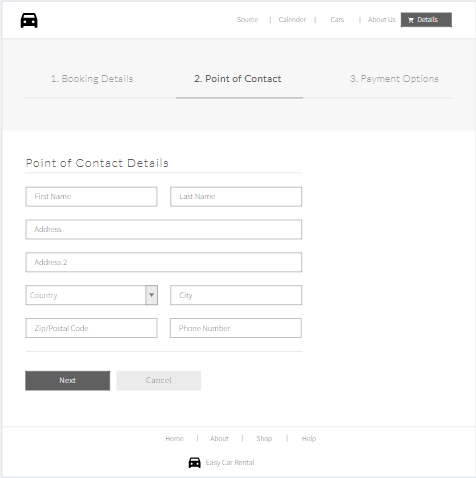 Source | Calender | Cars | About Us Details
1. Booking Details 2. Point of Contact 3. Payment Options
Point of Contact Details
First Name Last Name
Address
Address 2
Country City
Zip/Postal Code Phone Number
Next Cancel
Home | About | Shop | Help
Easy Car Rental